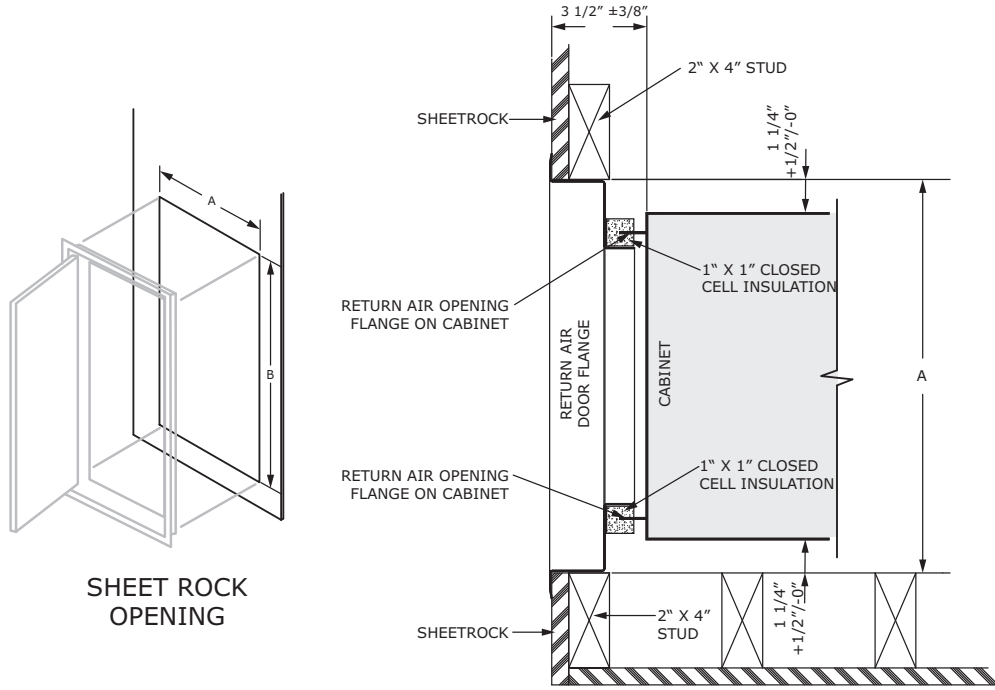 3 1/2” ±3/8”
2“ X 4” STUD
SHEETROCK
1 1/4”
+1/2”/-0”
A
B
1“ X 1” CLOSED
CELL INSULATION
RETURN AIR OPENING
FLANGE ON CABINET
RETURN AIR
DOOR FLANGE
CABINET
A
RETURN AIR OPENING
FLANGE ON CABINET
1“ X 1” CLOSED
CELL INSULATION
SHEET ROCK
OPENING
SHEETROCK
2“ X 4”
STUD
1 1/4”
+1/2”/-0”